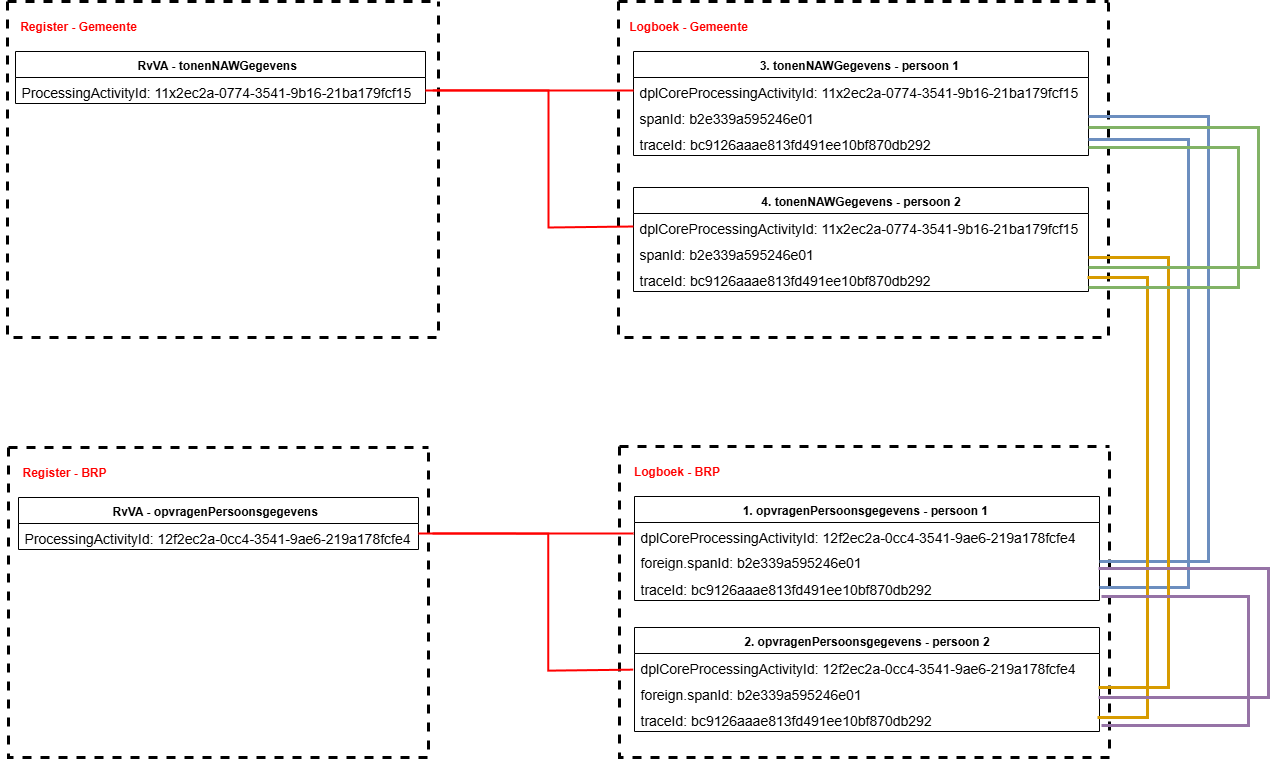 Register - Gemeente
RvVA - tonenNAWGegevens
ProcessingActivityId: 11x2ec2a-0774-3541-9b16-21ba179fcf15
Logboek - Gemeente
3. tonenNAWGegevens - persoon 1
dplCoreProcessingActivityId: 11x2ec2a-0774-3541-9b16-21ba179fcf15
spanId: b2e339a595246e01
traceId: bc9126aaae813fd491ee10bf870db292
4. tonenNAWGegevens - persoon 2
dplCoreProcessingActivityId: 11x2ec2a-0774-3541-9b16-21ba179fcf15
spanId: b2e339a595246e01
traceId: bc9126aaae813fd491ee10bf870db292
Register - BRP
RvVA - opvragenPersoonsgegevens
ProcessingActivityId: 12f2ec2a-0cc4-3541-9ae6-219a178fcfe4
Logboek - BRP
1. opvragenPersoonsgegevens - persoon 1
dplCoreProcessingActivityId: 12f2ec2a-0cc4-3541-9ae6-219a178fcfe4
foreign.spanId: b2e339a595246e01
traceId: bc9126aaae813fd491ee10bf870db292
2. opvragenPersoonsgegevens - persoon 2
dplCoreProcessingActivityId: 12f2ec2a-0cc4-3541-9ae6-219a178fcfe4
foreign.spanId: b2e339a595246e01
traceId: bc9126aaae813fd491ee10bf870db292